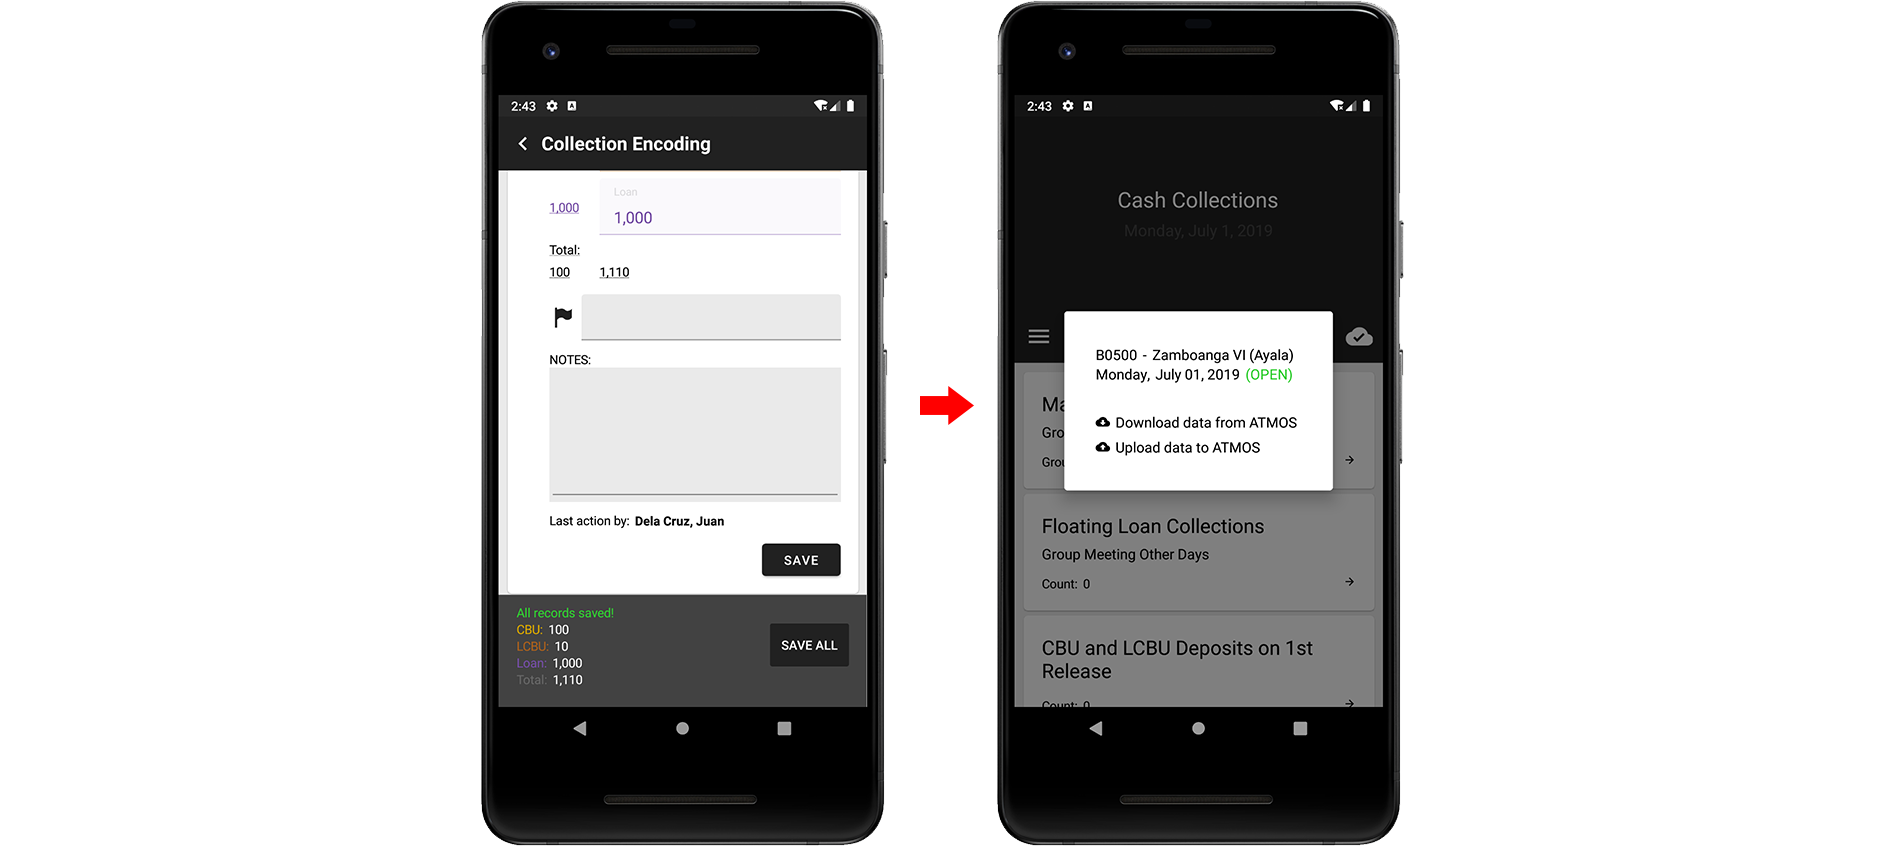 2:43
Collection Encoding
Loan
1,000
1,000
Total:
100 1,110
NOTES:
Last action by: Dela Cruz, Juan
SAVE
All records saved!
CBU: 100
LCBU: 10
Loan: 1,000
Total: 1,110
SAVE ALL
2:43
Cash Collections
Monday, July 1, 2019
B0500 - Zamboanga VI (Ayala)
Monday, July 01, 2019 (OPEN)
Download data from ATMOS
Upload data to ATMOS
Ma
Gro
Grou
Floating Loan Collections
Group Meeting Other Days
Count: 0
CBU and LCBU Deposits on 1st
Release
Count: 0